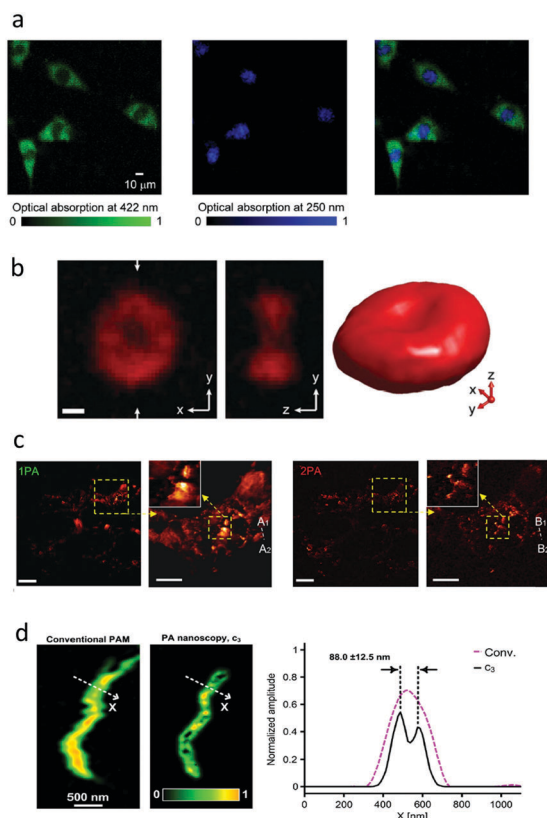 a
10 μm
Optical absorption at 422 nm
Optical absorption at 250 nm
0 1
0 1
b
y
x
y
z
z
x
y
c
1PA
A1
A2
2PA
B1
B2
d
Conventional PAM
PA nanoscopy, c3
X
X
500 nm
0 1
88.0 ±12.5 nm
Conv.
c3
Normalized amplitude
1
0.8
0.6
0.4
0.2
0
0 200 400 600 800 1000
X [nm]